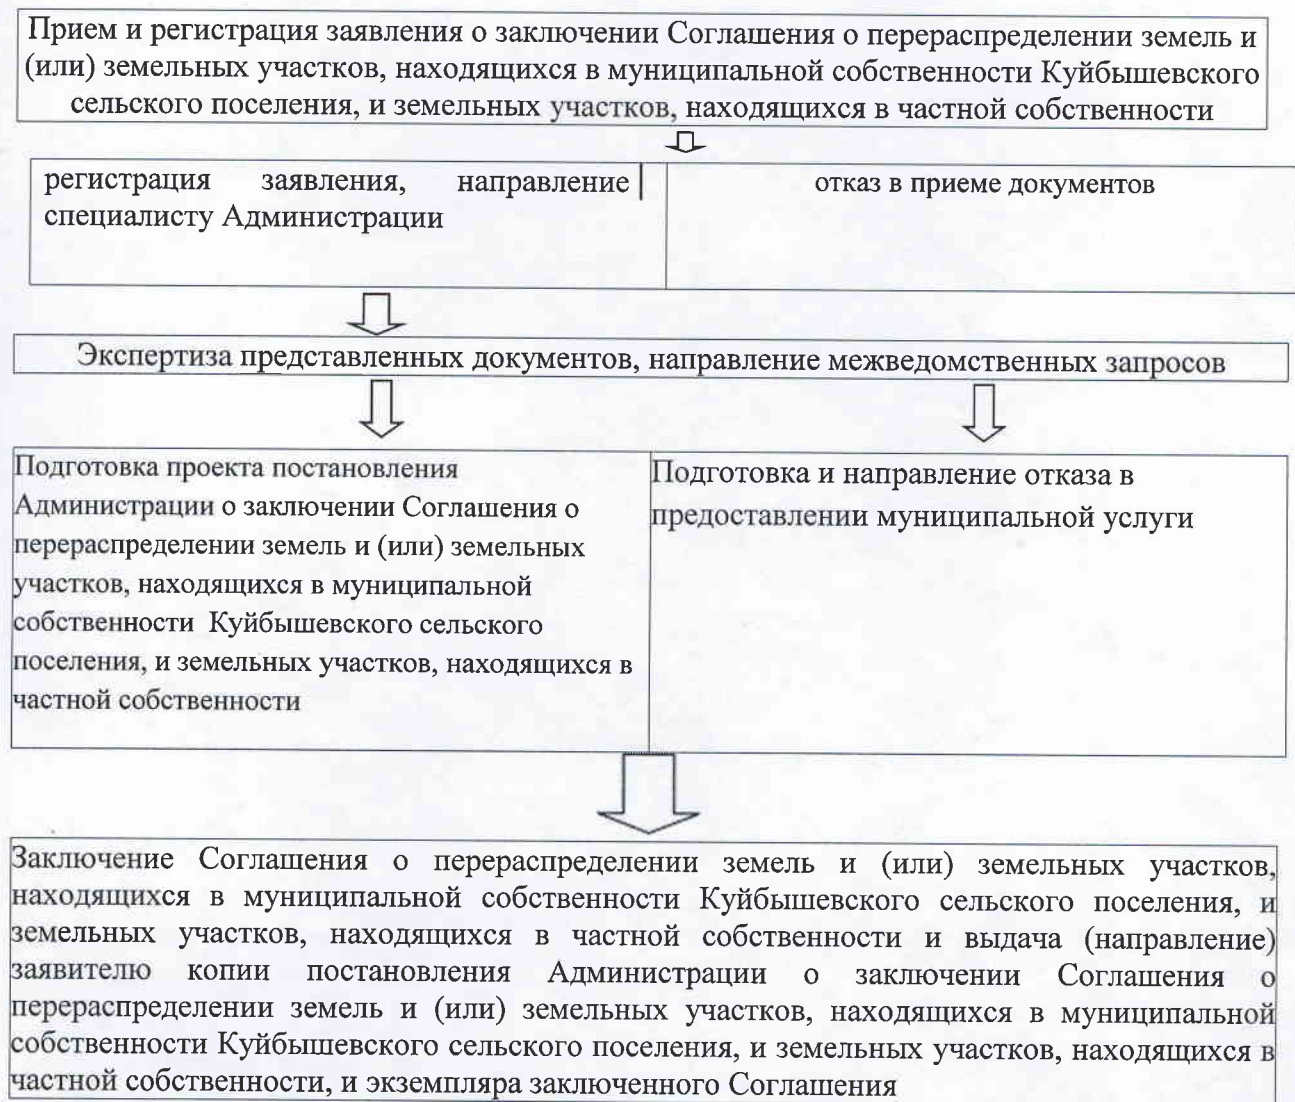 Прием и регистрация заявления о заключении Соглашения о перераспределении земель и
(или) земельных участков, находящихся в муниципальной собственности Куйбышевского
сельского поселения, и земельных участков, находящихся в частной собственности
регистрация заявления, направление
специалисту Администрации
отказ в приеме документов
Экспертиза представленных документов, направление межведомственных запросов
Подготовка проекта постановления
Администрации о заключении Соглашения о
перераспределении земель и (или) земельных
участков, находящихся в муниципальной
собственности Куйбышевского сельского
поселения, и земельных участков, находящихся в
частной собственности
Подготовка и направление отказа в
предоставлении муниципальной услуги
Заключение Соглашения о перераспределении земель и (или) земельных участков,
находящихся в муниципальной собственности Куйбышевского сельского поселения, и
земельных участков, находящихся в частной собственности и выдача (направление)
заявителю копии постановления Администрации о заключении Соглашения о
перераспределении земель и (или) земельных участков, находящихся в муниципальной
собственности Куйбышевского сельского поселения, и земельных участков, находящихся в
частной собственности, и экземпляра заключенного Соглашения